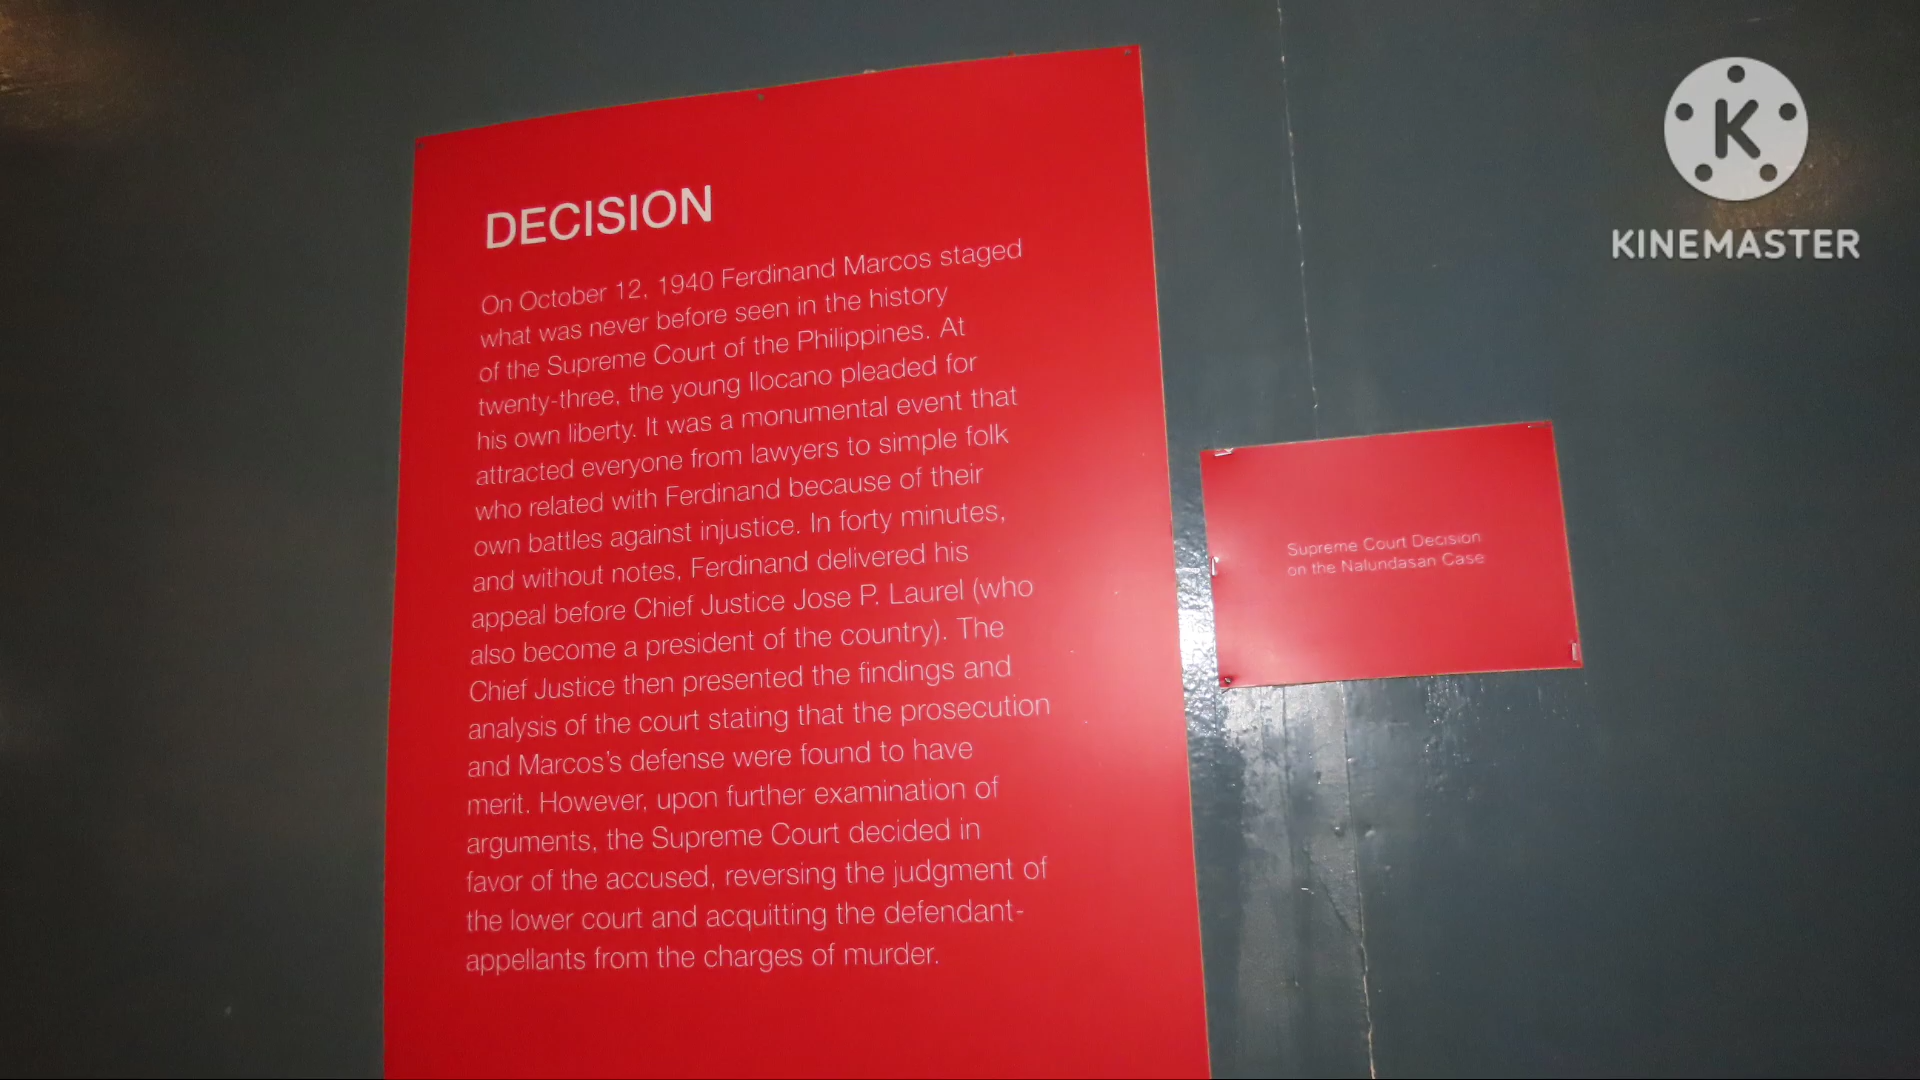 DECISION
On October 12, 1940 Ferdinand Marcos staged
what was never before seen in the history
of the Supreme Court of the Philippines. At
twenty-three, the young Ilocano pleaded for
his own liberty. It was a monumental event that
attracted everyone from lawyers to simple folk
who related with Ferdinand because of their
own battles against injustice. In forty minutes,
and without notes, Ferdinand delivered his
appeal before Chief Justice Jose P. Laurel (who
also become a president of the country). The
Chief Justice then presented the findings and
analysis of the court stating that the prosecution
and Marcos's defense were found to have
merit. However, upon further examination of
arguments, the Supreme Court decided in
favor of the accused, reversing the judgment of
the lower court and acquitting the defendant-
appellants from the charges of murder.
Supreme Court Decision
on the Nalundasan Case
K
KINEMASTER